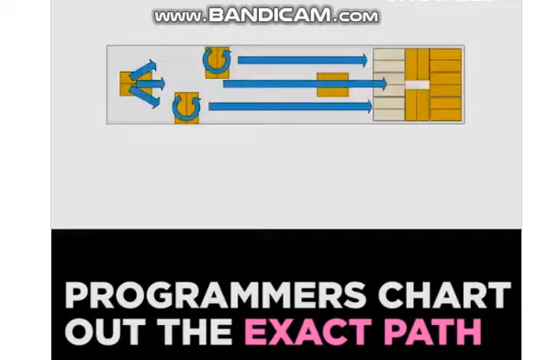 www.BANDICAM.com
PROGRAMMERS CHART
OUT THE EXACT PATH